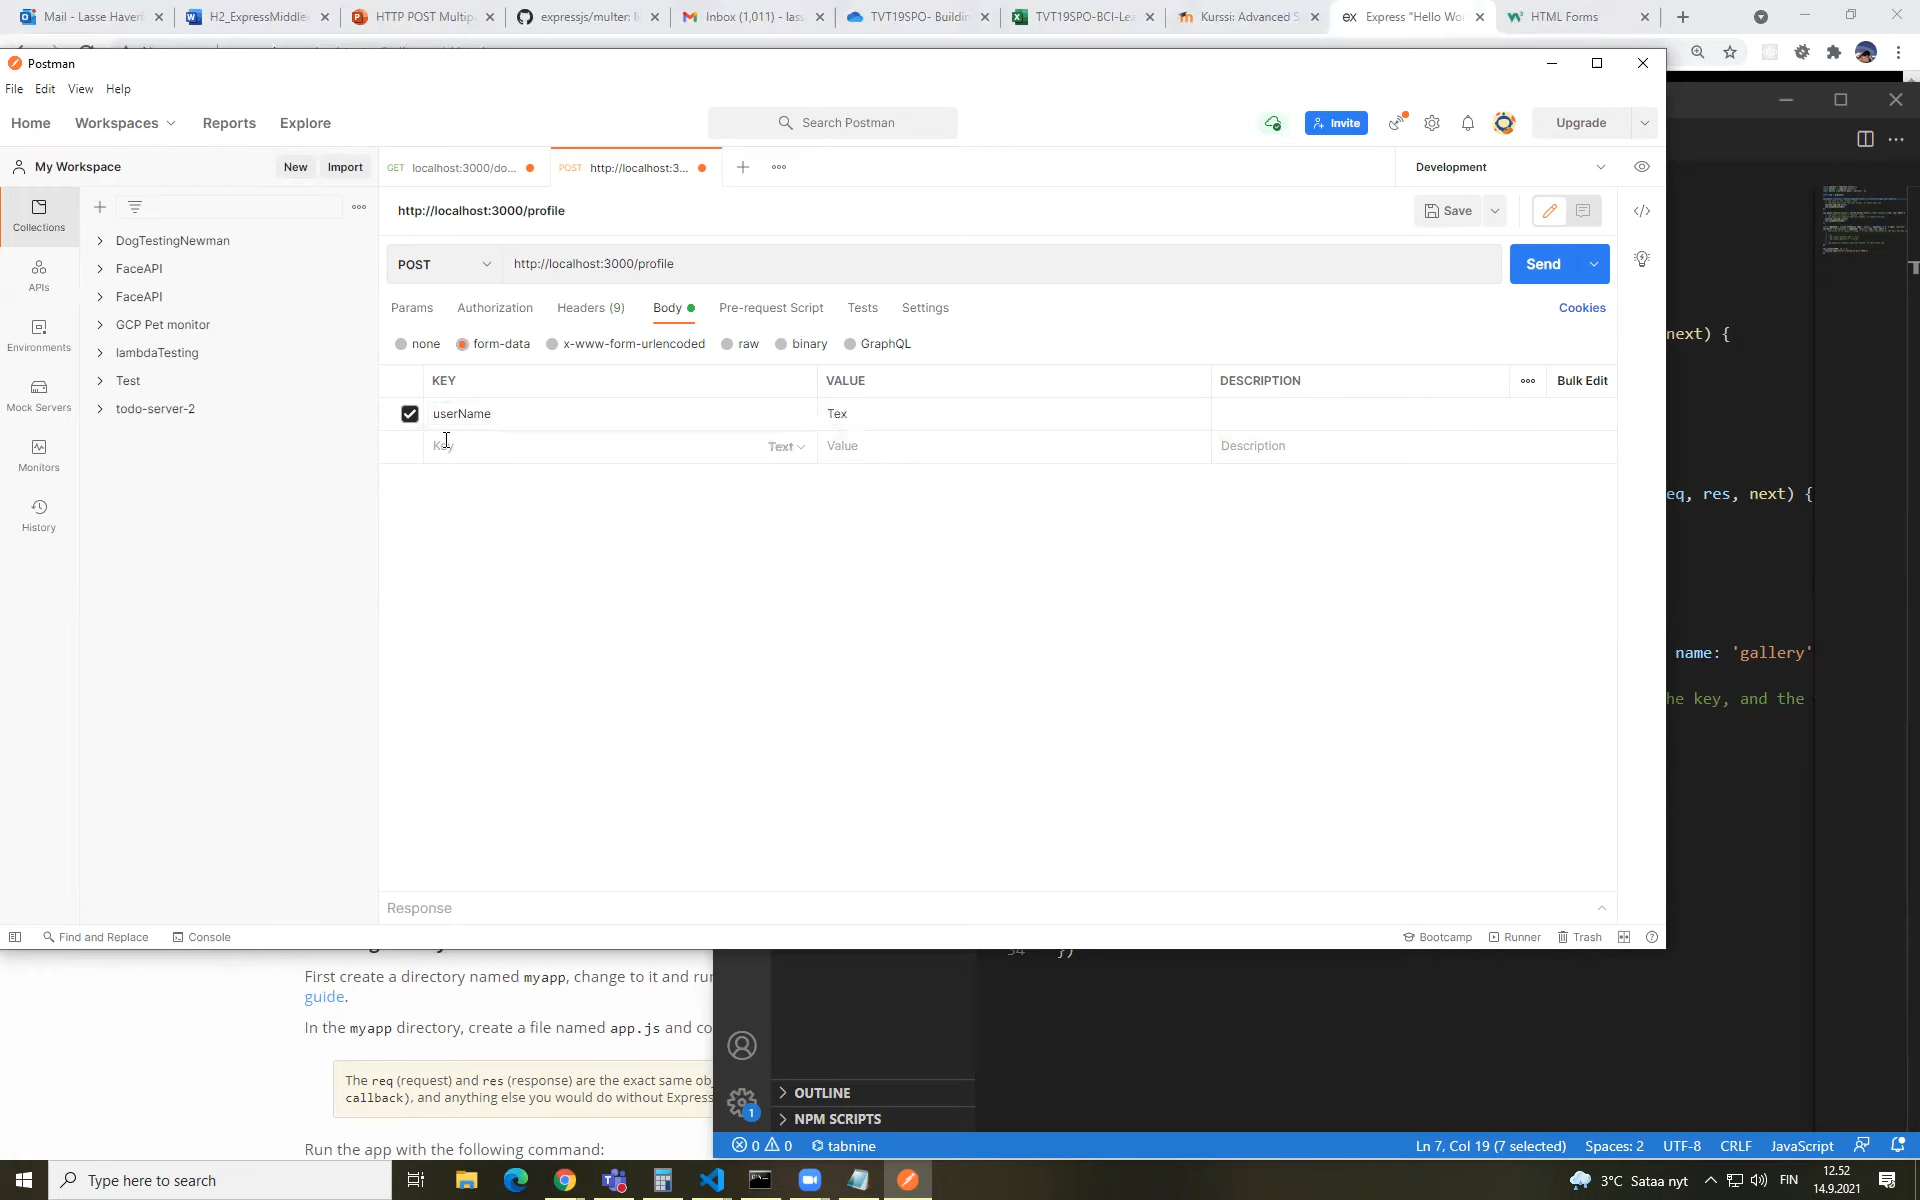 Mail - Lasse Haveri
H2_ExpressMiddle
HTTP POST Multip
expressjs/multer:
Inbox (1,011) - las
TVT19SPO- Buildin
TVT19SPO-BCI-Lea
Kurssi: Advanced S
ex Express "Hello Wo
HTML Forms
Postman
File Edit View Help
Home Workspaces Reports Explore
Search Postman
Invite
Upgrade
My Workspace
New Import
GET localhost:3000/do...
POST http://localhost:3...
Development
http://localhost:3000/profile
Save
POST http://localhost:3000/profile
Send
Params Authorization Headers (9) Body Pre-request Script Tests Settings
Cookies
none form-data x-www-form-urlencoded raw binary GraphQL
KEY VALUE DESCRIPTION Bulk Edit
userName Tex
Key Text Value Description
Collections
APIs
Environments
Mock Servers
Monitors
History
DogTestingNewman
FaceAPI
FaceAPI
GCP Pet monitor
lambdaTesting
Test
todo-server-2
next) {
eq, res, next) {
name: 'gallery'
he key, and the
Response
Find and Replace Console
Bootcamp Runner Trash
34 })
First create a directory named myapp, change to it and run
guide.
In the myapp directory, create a file named app.js and co
The req (request) and res (response) are the exact same obj
callback), and anything else you would do without Express
Run the app with the following command:
1
OUTLINE
NPM SCRIPTS
0 0 tabnine
Ln 7, Col 19 (7 selected) Spaces: 2 UTF-8 CRLF JavaScript
Type here to search
3°C Sataa nyt
FIN
12.52
14.9.2021